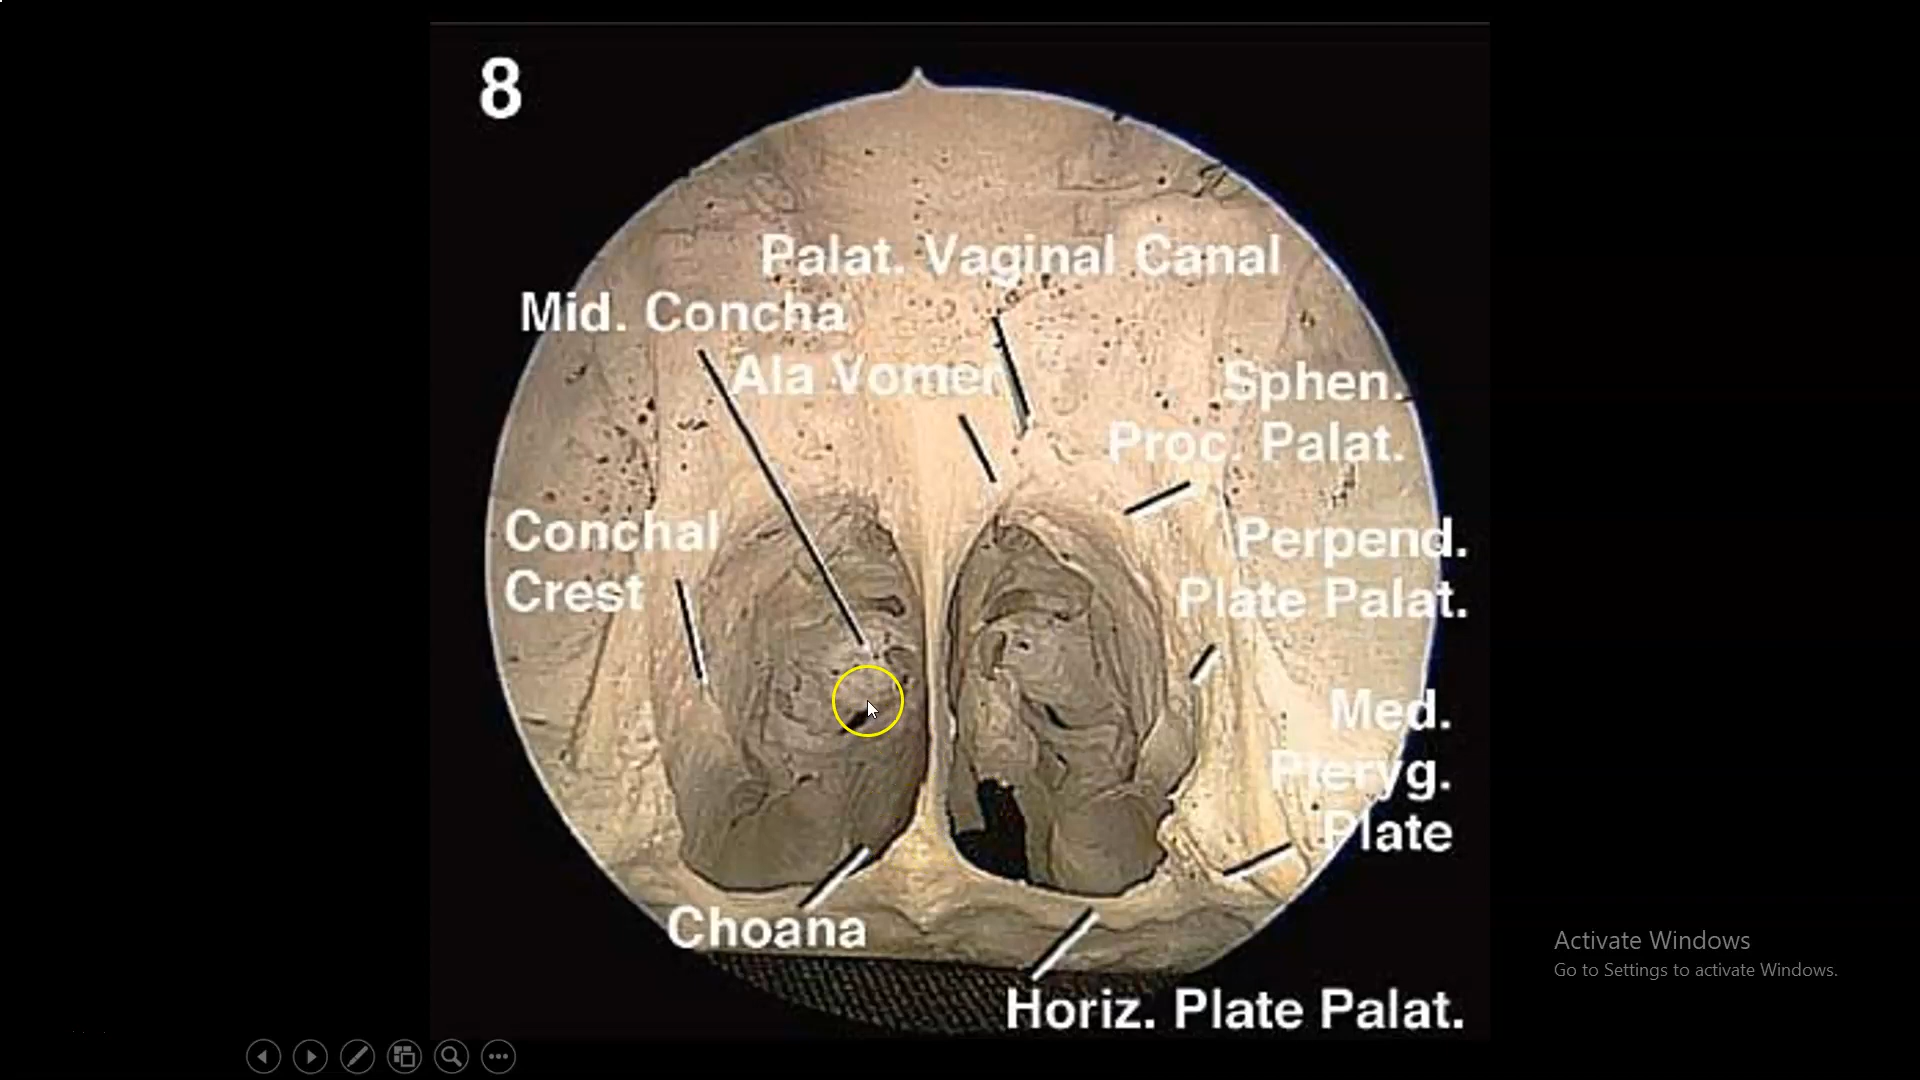 8
Palat. Vaginal Canal
Mid. Concha
Ala Vomer
Sphen.
Proc. Palat.
Conchal
Crest
Perpend.
Plate Palat.
Med.
Pteryg.
Plate
Choana
Horiz. Plate Palat.
Activate Windows
Go to Settings to activate Windows.